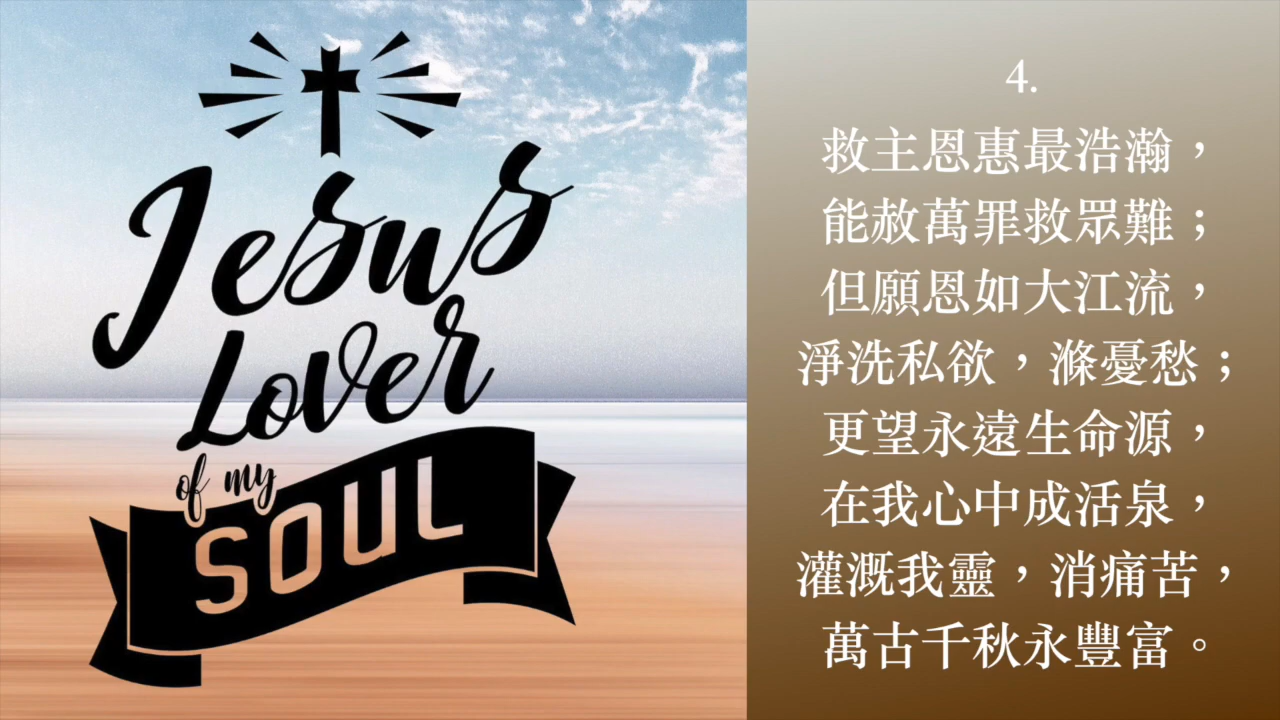 Jesus
Lover
of my
SOUL
4.
救主恩惠最浩瀚，
能赦萬罪救眾難；
但願恩如大江流，
淨洗私欲，滌憂愁；
更望永遠生命源，
在我心中成活泉，
灌溉我靈，消痛苦，
萬古千秋永豐富。